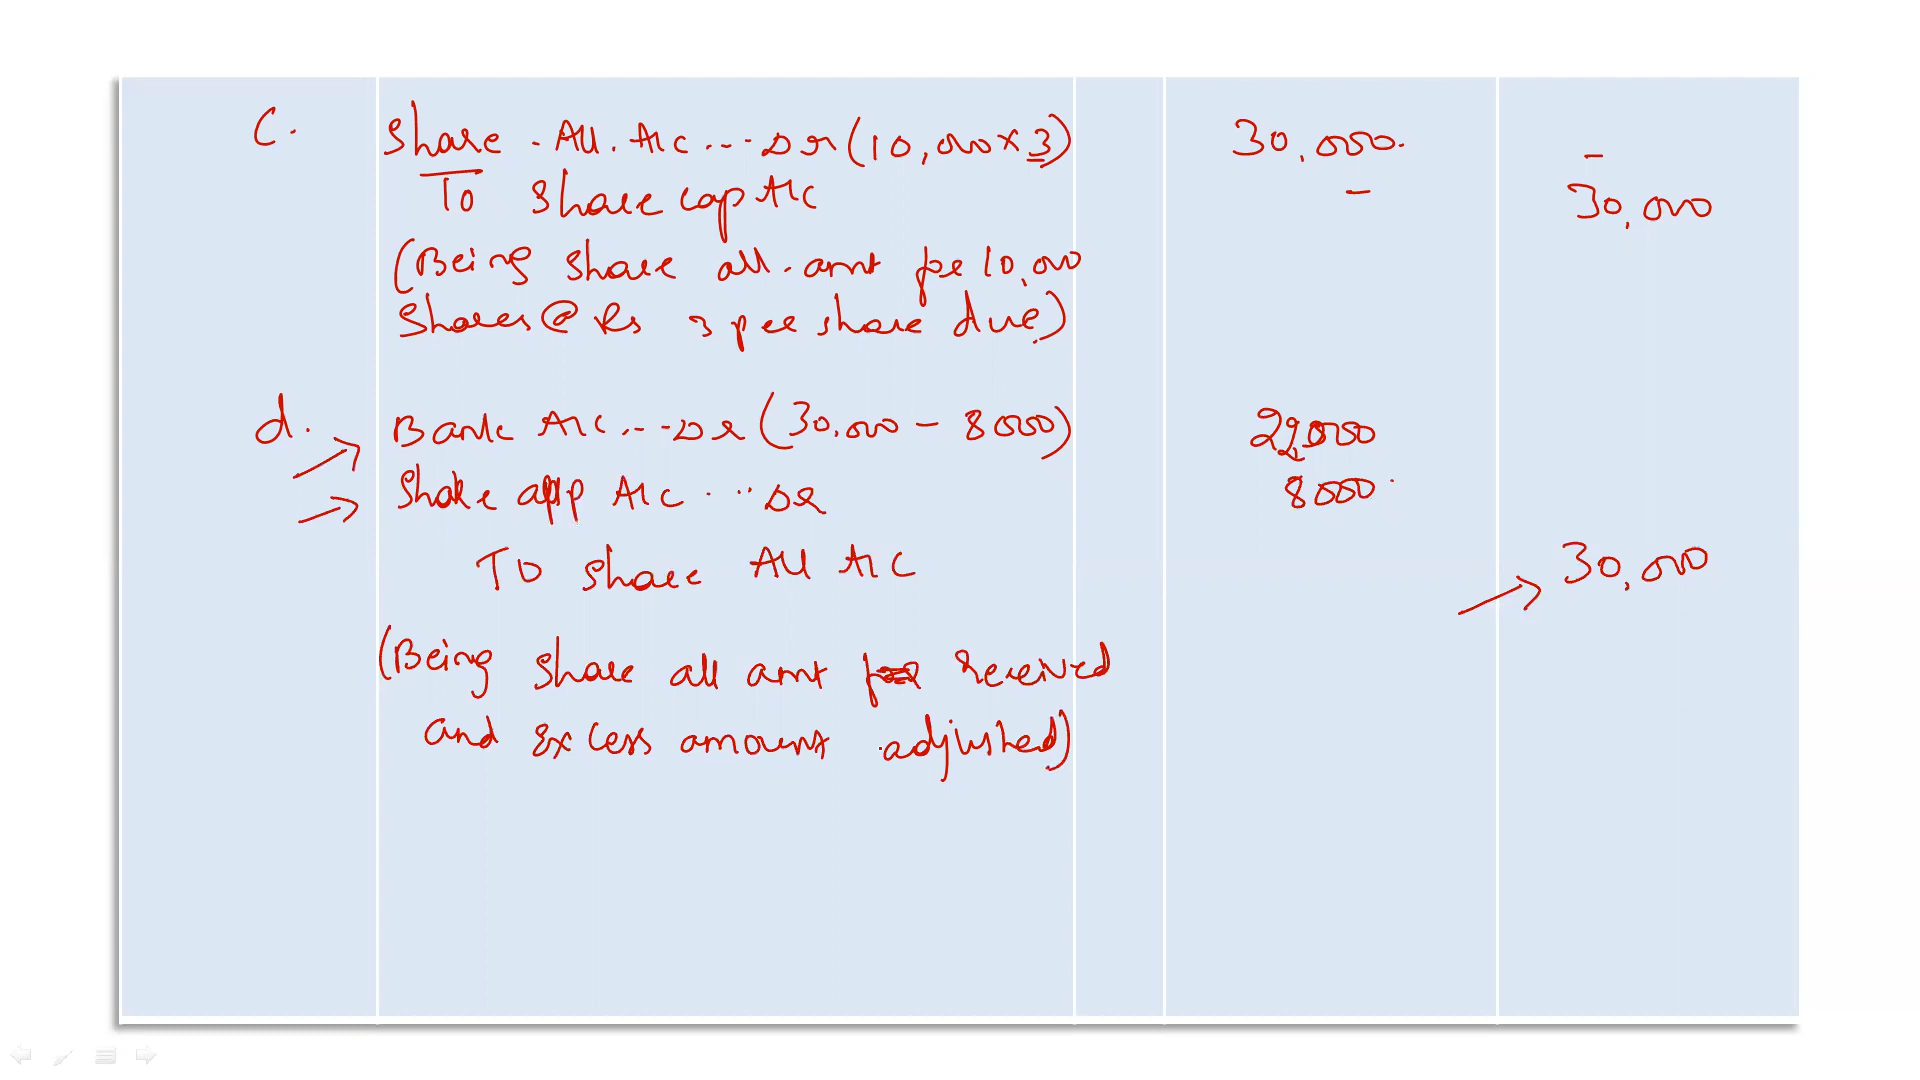 C. Share . All. A/c ... Dr (10,000 x 3) 30,000. -
To Share cap A/c - 30,000
(Being share all. amt for 10,000
Shares @ Rs 3 per share due)
d. Bank A/c ... Dr (30,000 - 8000) 22,000
Share app A/c ... Dr 8000
To share All A/c 30,000
(Being share all amt received
and excess amount adjusted)